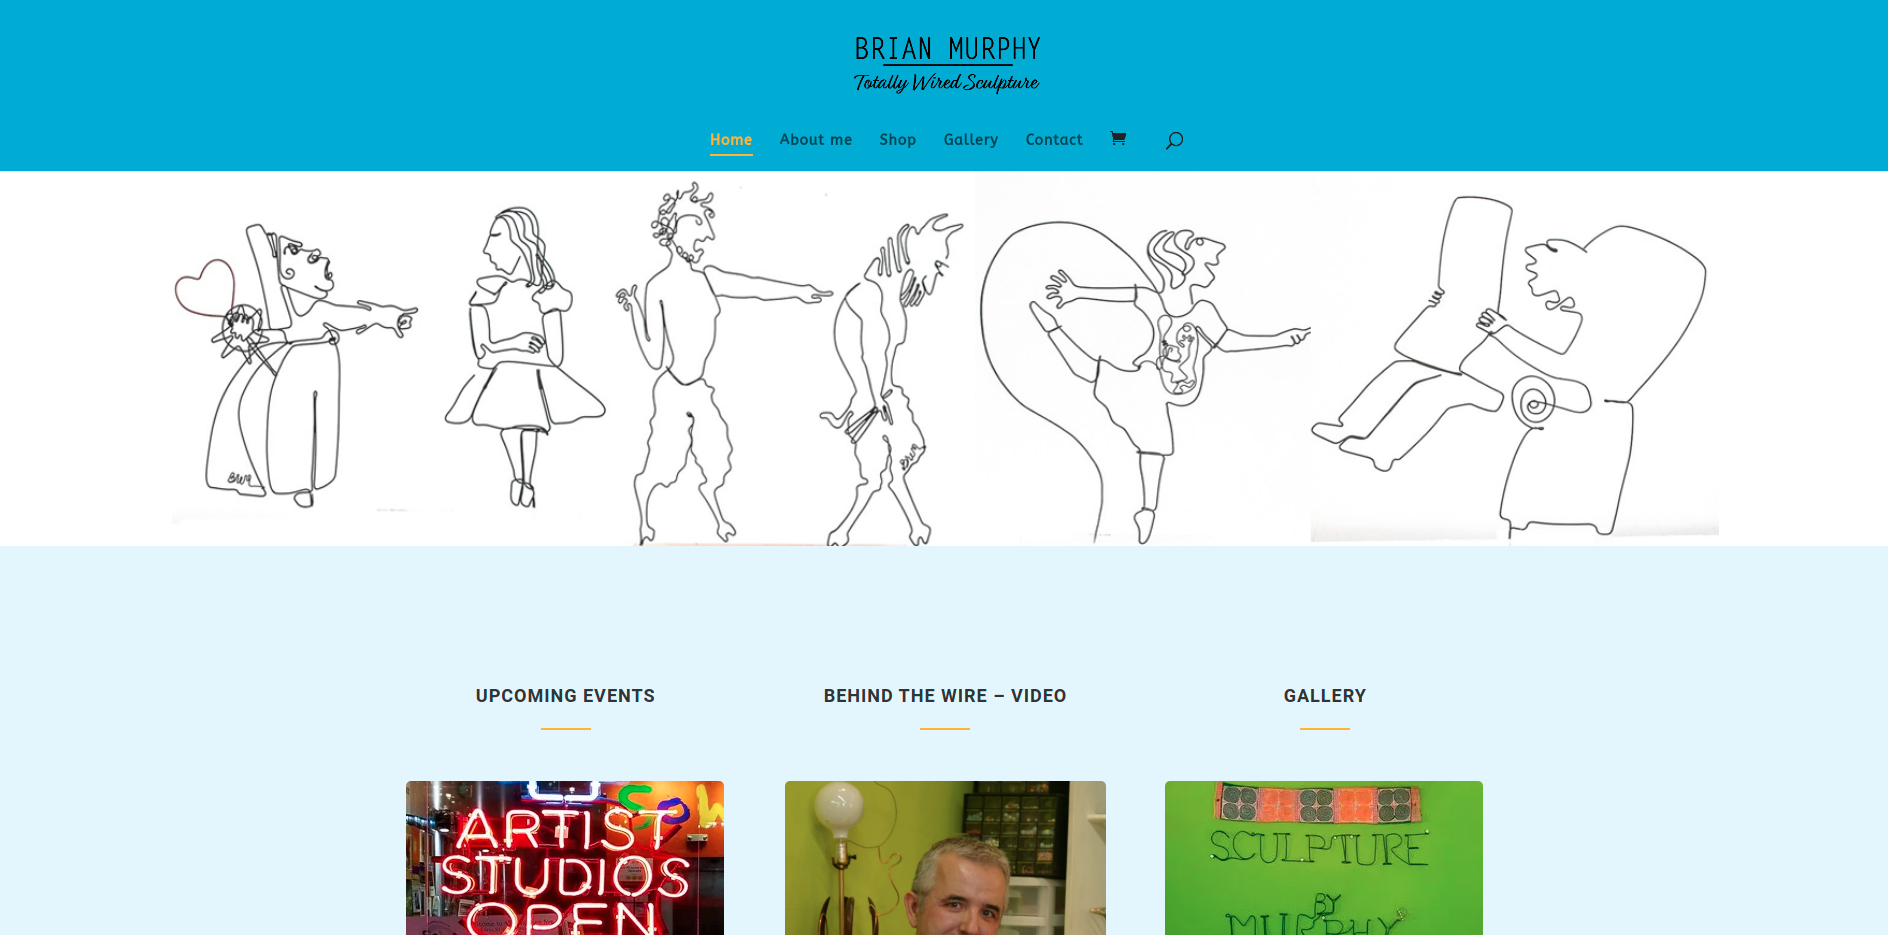 BRIAN MURPHY
Totally Wired Sculpture
Home About me Shop Gallery Contact
UPCOMING EVENTS
BEHIND THE WIRE – VIDEO
GALLERY
ARTIST
STUDIOS
OPEN
SCULPTURE
BY
MURPHY